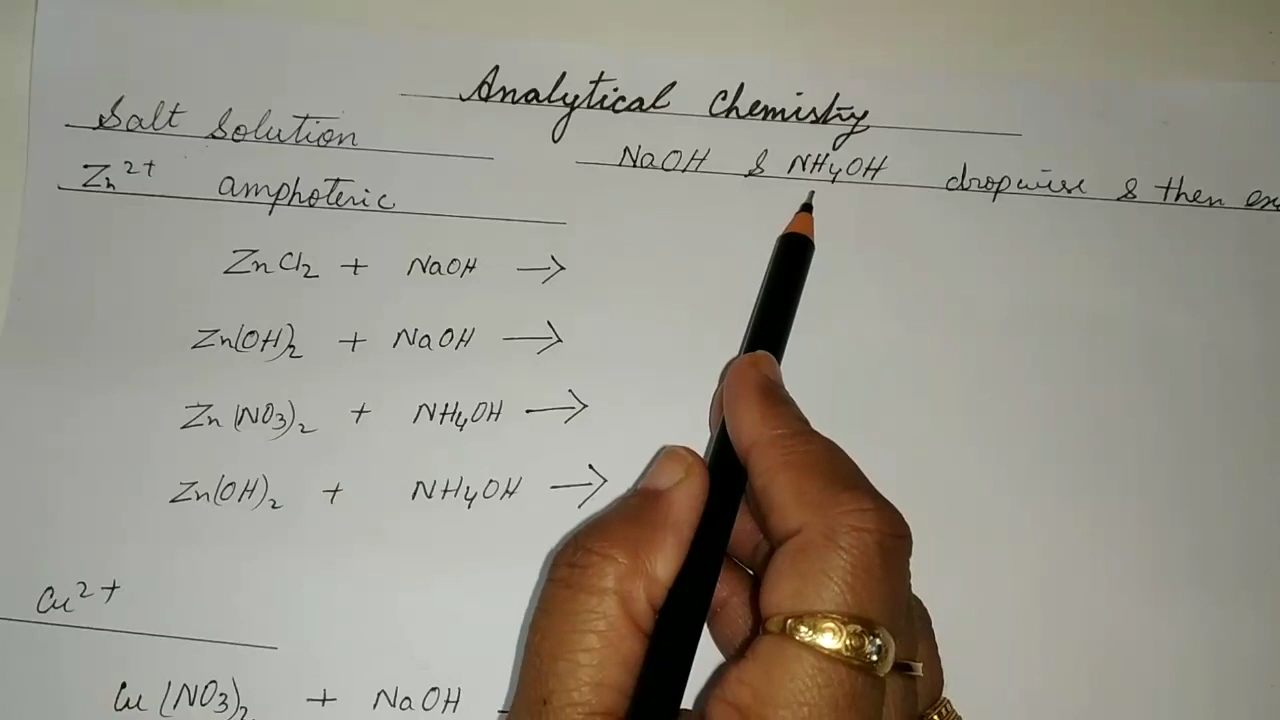 Analytical Chemistry
Salt Solution NaOH & NH4OH dropwise & then
Zn2+ amphoteric
ZnCl2 + NaOH →
Zn(OH)2 + NaOH →
Zn(NO3)2 + NH4OH →
Zn(OH)2 + NH4OH →
Cu2+
Cu(NO3)2 + NaOH